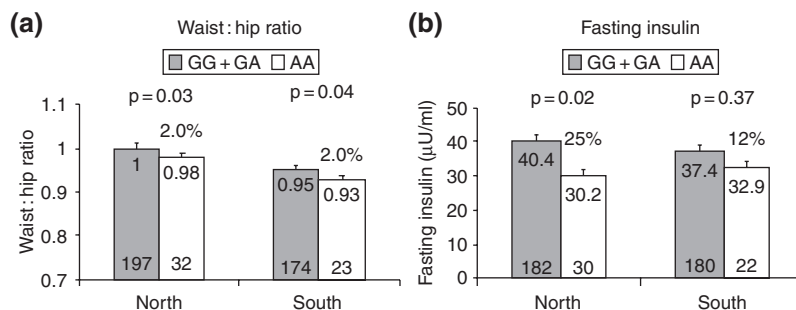 (a)
Waist : hip ratio
GG + GA AA
p = 0.03 p = 0.04
Waist : hip ratio
1.1
1
0.9
0.8
0.7
2.0% 2.0%
1 0.98 0.95 0.93
197 32 174 23
North South
(b)
Fasting insulin
GG + GA AA
p = 0.02 p = 0.37
Fasting insulin (µU/ml)
50
40
30
20
10
0
25% 12%
40.4 30.2 37.4 32.9
182 30 180 22
North South